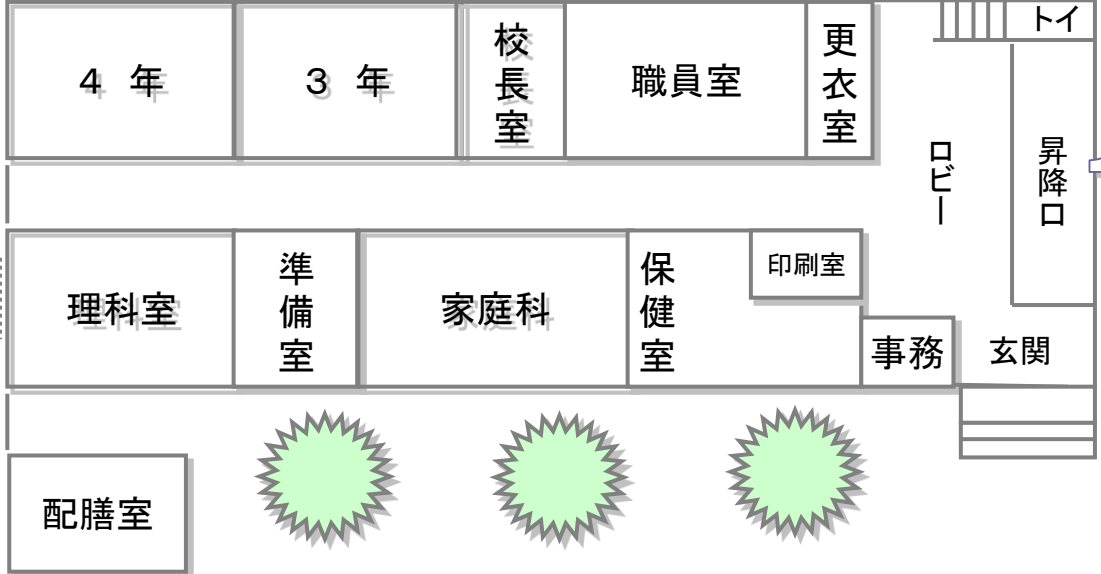 ４ 年
３ 年
校長室
職員室
更衣室
トイ
ロビー
昇降口
理科室
準備室
家庭科
保健室
印刷室
事務
玄関
配膳室